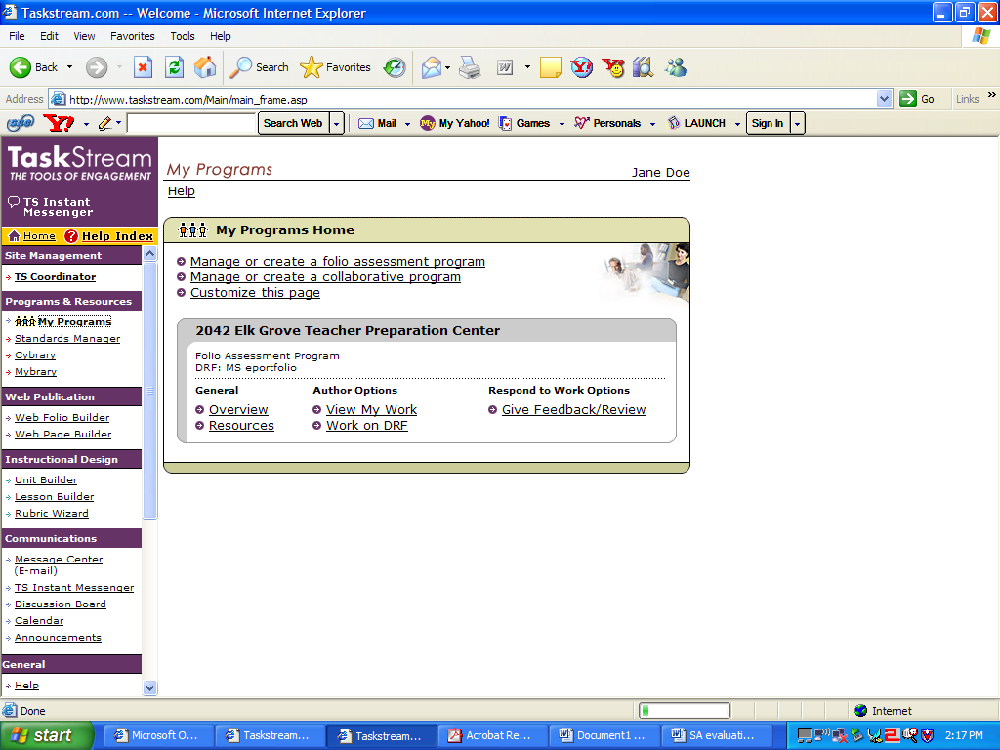 Taskstream.com -- Welcome - Microsoft Internet Explorer
File Edit View Favorites Tools Help
Back Search Favorites
Address http://www.taskstream.com/Main/main_frame.asp Go Links »
Y! Search Web Mail My Yahoo! Games Personals LAUNCH Sign In
TaskStream
THE TOOLS OF ENGAGEMENT
TS Instant
Messenger
Home ? Help Index
Site Management
TS Coordinator
Programs & Resources
My Programs
Standards Manager
Cybrary
Mybrary
Web Publication
Web Folio Builder
Web Page Builder
Instructional Design
Unit Builder
Lesson Builder
Rubric Wizard
Communications
Message Center
(E-mail)
TS Instant Messenger
Discussion Board
Calendar
Announcements
General
Help
My Programs Jane Doe
Help
My Programs Home
Manage or create a folio assessment program
Manage or create a collaborative program
Customize this page
2042 Elk Grove Teacher Preparation Center
Folio Assessment Program
DRF: MS eportfolio
General Author Options Respond to Work Options
Overview View My Work Give Feedback/Review
Resources Work on DRF
Done Internet
start Microsoft O... Taskstream... Taskstream... Acrobat Re... Document1 ... SA evaluati... 2:17 PM